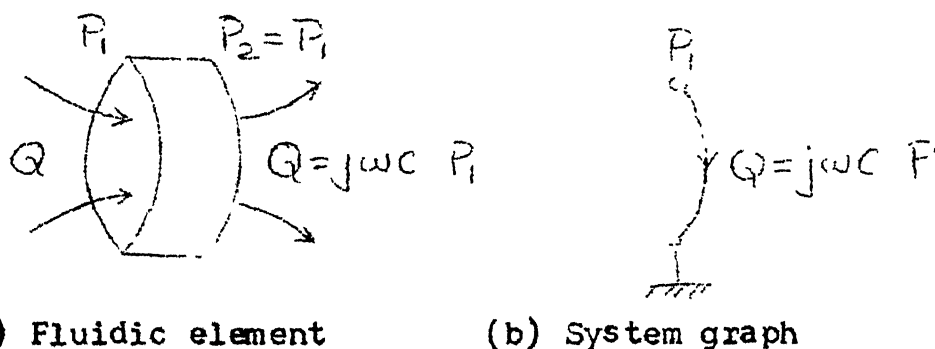 P₁ P₂=P₁
P₁
Q Q=jωC P₁
Q=jωC P
) Fluidic element
(b) System graph